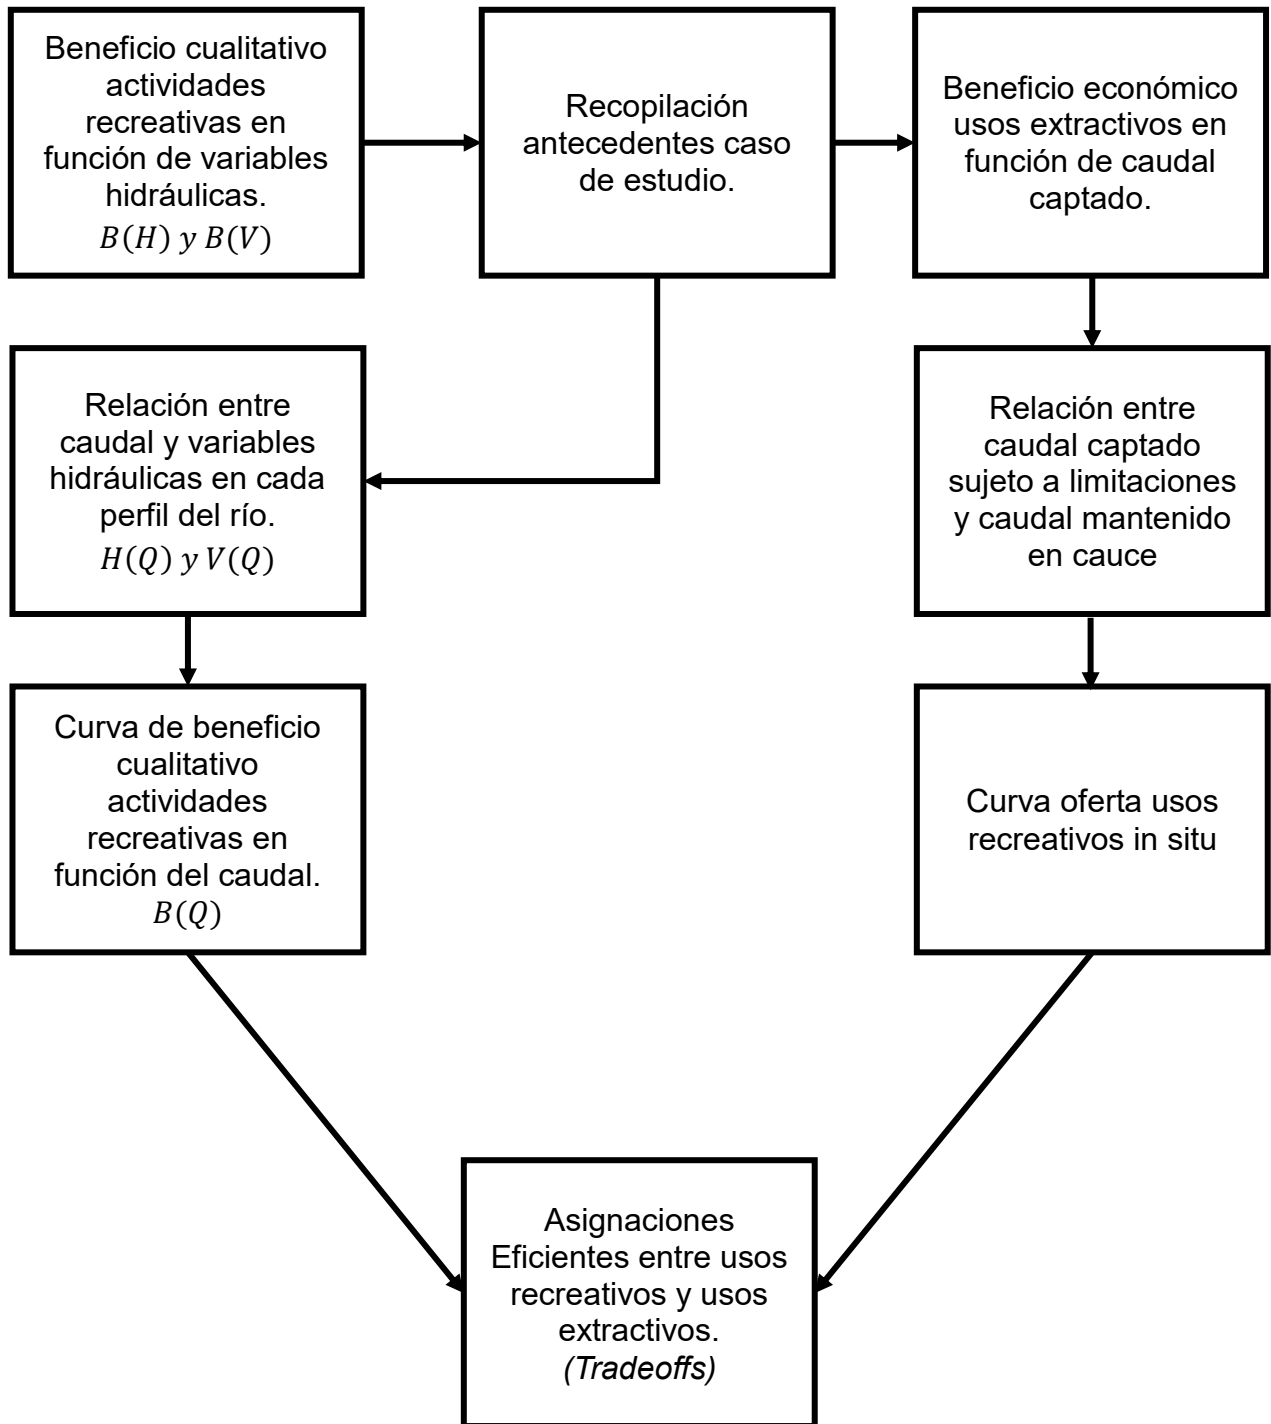 Beneficio cualitativo
actividades
recreativas en
función de variables
hidráulicas.
B(H) y B(V)
Recopilación
antecedentes caso
de estudio.
Beneficio económico
usos extractivos en
función de caudal
captado.
Relación entre
caudal y variables
hidráulicas en cada
perfil del río.
H(Q) y V(Q)
Relación entre
caudal captado
sujeto a limitaciones
y caudal mantenido
en cauce
Curva de beneficio
cualitativo
actividades
recreativas en
función del caudal.
B(Q)
Curva oferta usos
recreativos in situ
Asignaciones
Eficientes entre usos
recreativos y usos
extractivos.
(Tradeoffs)